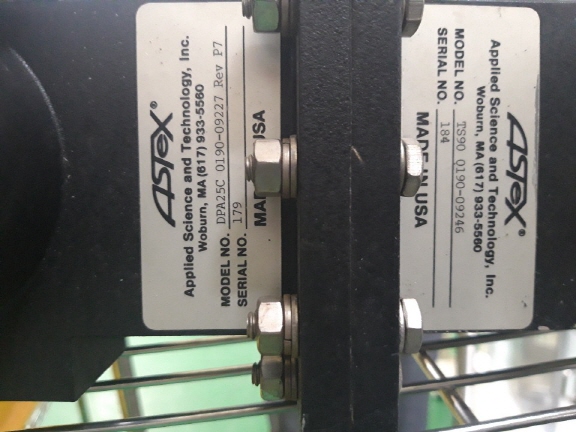 ASTeX®
Applied Science and Technology, Inc.
Woburn, MA (617) 933-5560
MODEL NO. DPA25C 0190-09227 Rev P7
SERIAL NO. 179
MADE USA
ASTeX®
Applied Science and Technology, Inc.
Woburn, MA (617) 933-5560
MODEL NO. TS90 0190-09246
SERIAL NO. 184
MADE IN USA